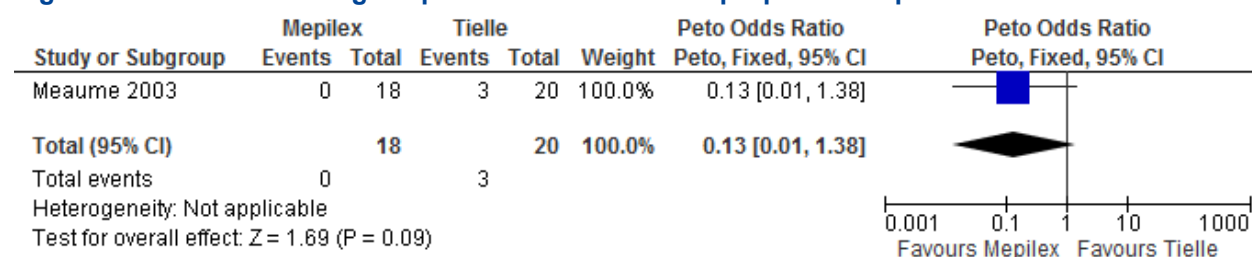 Mepilex Tielle Peto Odds Ratio Peto Odds Ratio
Study or Subgroup Events Total Events Total Weight Peto, Fixed, 95% CI Peto, Fixed, 95% CI
Meaume 2003 0 18 3 20 100.0% 0.13 [0.01, 1.38]
Total (95% CI) 18 20 100.0% 0.13 [0.01, 1.38]
Total events 0 3
Heterogeneity: Not applicable
Test for overall effect: Z = 1.69 (P = 0.09)
0.001 0.1 1 10 1000
Favours Mepilex Favours Tielle